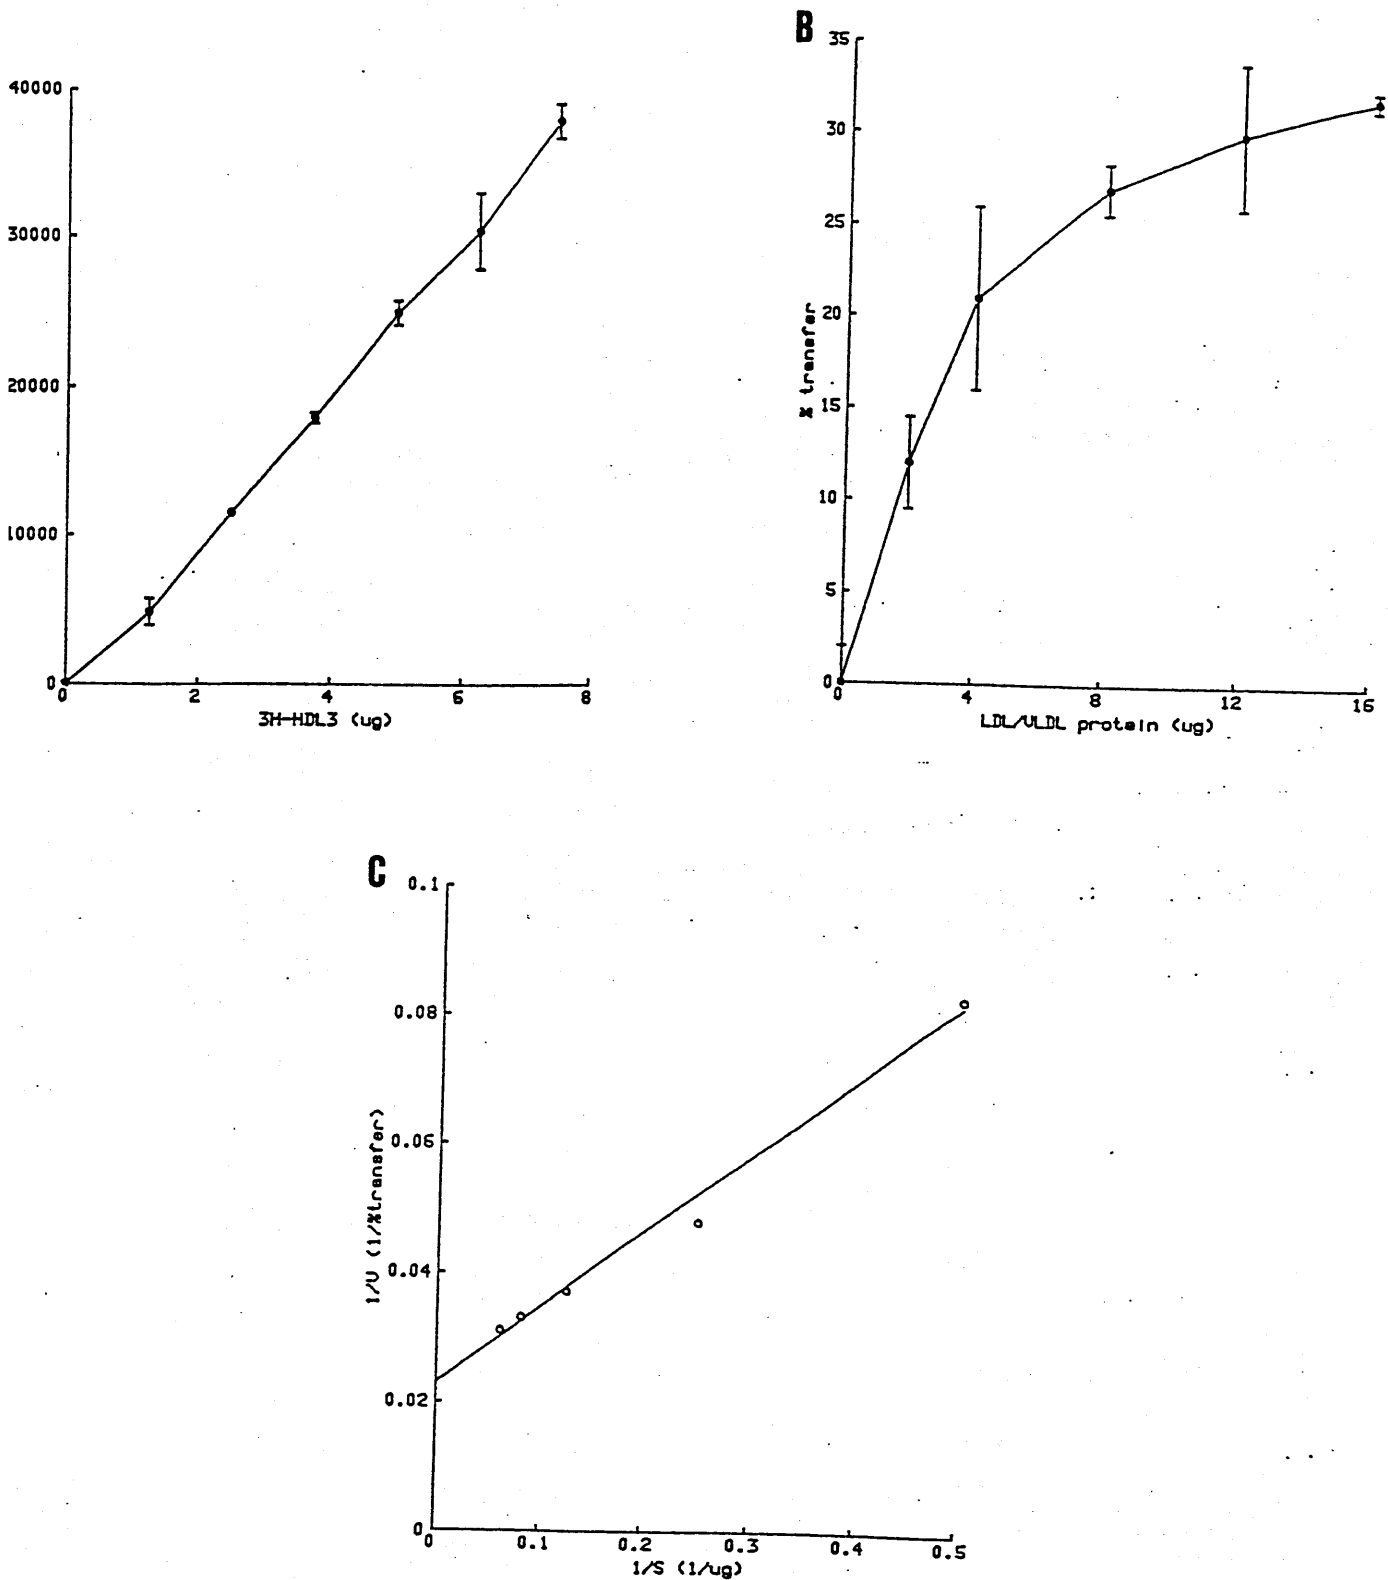 B
40000
30000
20000
10000
0
0 2 4 6 8
3H-HDL3 (ug)
35
30
25
20
15
10
5
0
% transfer
0 4 8 12 16
LDL/VLDL protein (ug)
C
0.1
0.08
0.06
0.04
0.02
0
1/V (1/%transfer)
0 0.1 0.2 0.3 0.4 0.5
1/S (1/ug)